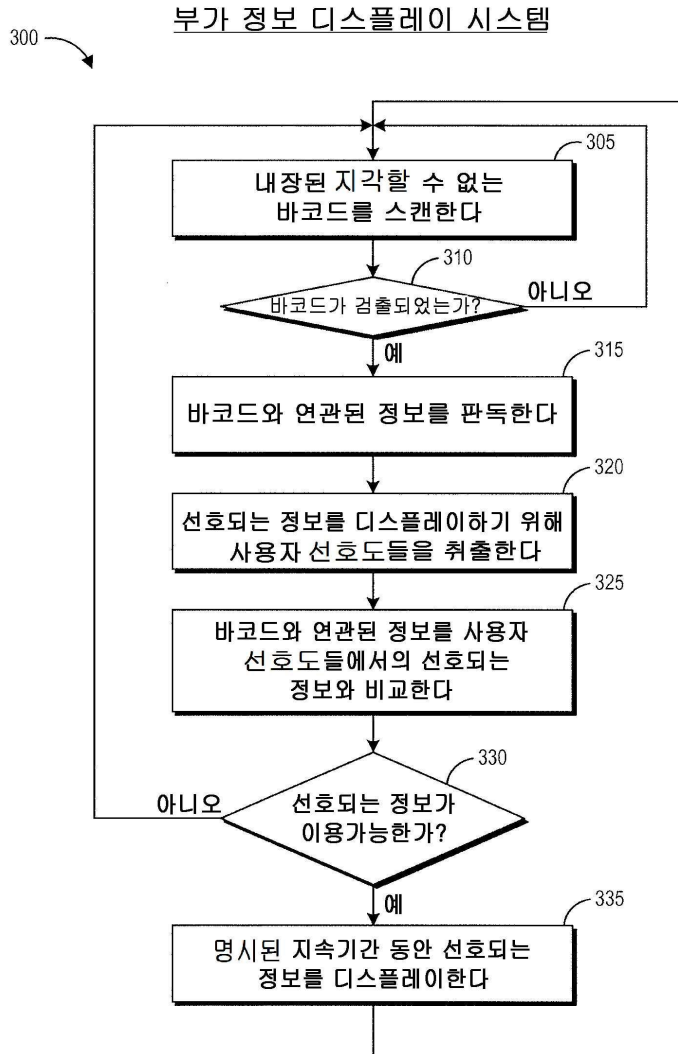 부가 정보 디스플레이 시스템
300
305
내장된 지각할 수 없는
바코드를 스캔한다
310
바코드가 검출되었는가?
아니오
예
315
바코드와 연관된 정보를 판독한다
320
선호되는 정보를 디스플레이하기 위해
사용자 선호도들을 취출한다
325
바코드와 연관된 정보를 사용자
선호도들에서의 선호되는
정보와 비교한다
330
아니오
선호되는 정보가
이용가능한가?
예
335
명시된 지속기간 동안 선호되는
정보를 디스플레이한다